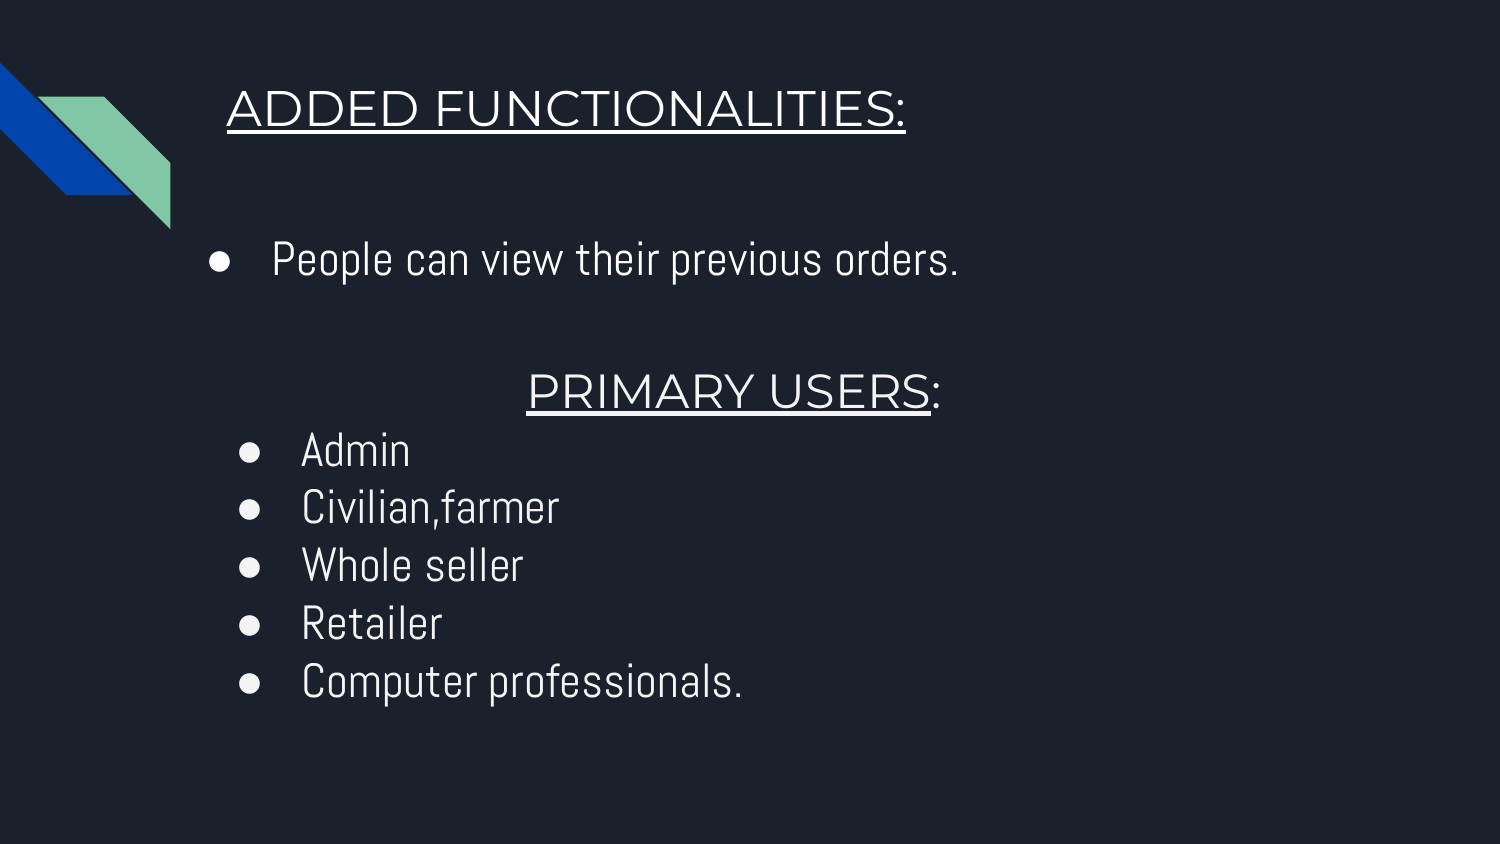 ADDED FUNCTIONALITIES:
● People can view their previous orders.
PRIMARY USERS:
● Admin
● Civilian,farmer
● Whole seller
● Retailer
● Computer professionals.